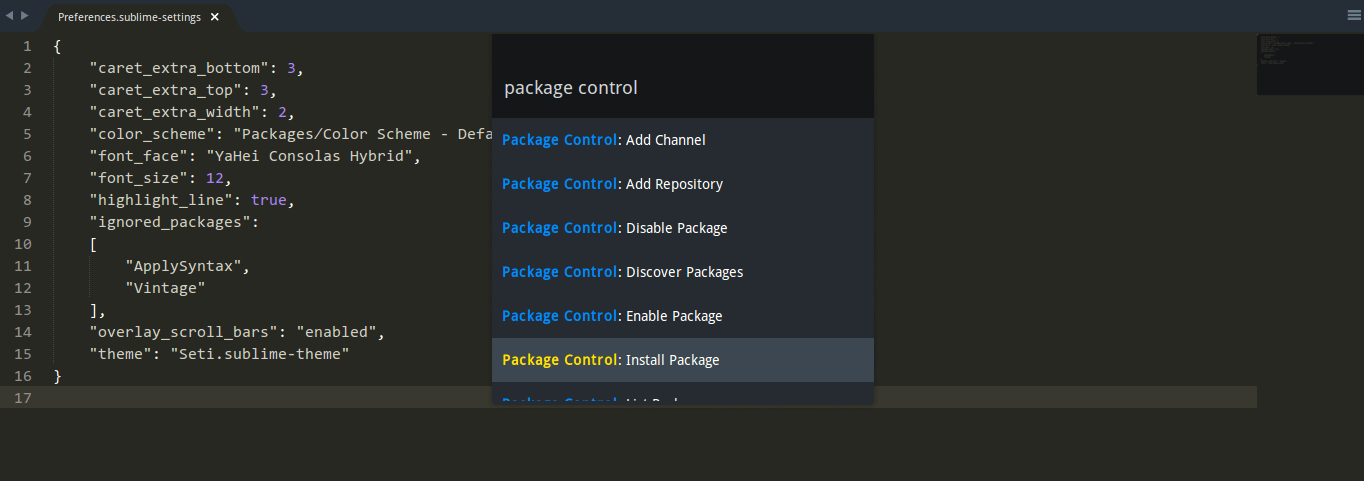 Preferences.sublime-settings ×
1 {
2 "caret_extra_bottom": 3,
3 "caret_extra_top": 3,
4 "caret_extra_width": 2,
5 "color_scheme": "Packages/Color Scheme - Defa
6 "font_face": "YaHei Consolas Hybrid",
7 "font_size": 12,
8 "highlight_line": true,
9 "ignored_packages":
10 [
11 "ApplySyntax",
12 "Vintage"
13 ],
14 "overlay_scroll_bars": "enabled",
15 "theme": "Seti.sublime-theme"
16 }
17
package control
Package Control: Add Channel
Package Control: Add Repository
Package Control: Disable Package
Package Control: Discover Packages
Package Control: Enable Package
Package Control: Install Package